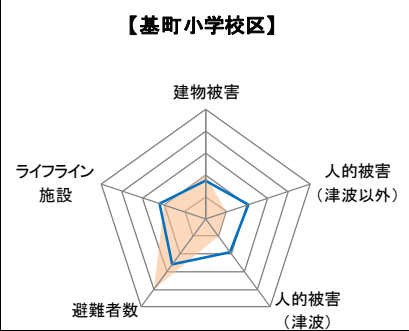 【基町小学校区】
建物被害
ライフライン
施設
人的被害
（津波以外）
避難者数
人的被害
（津波）